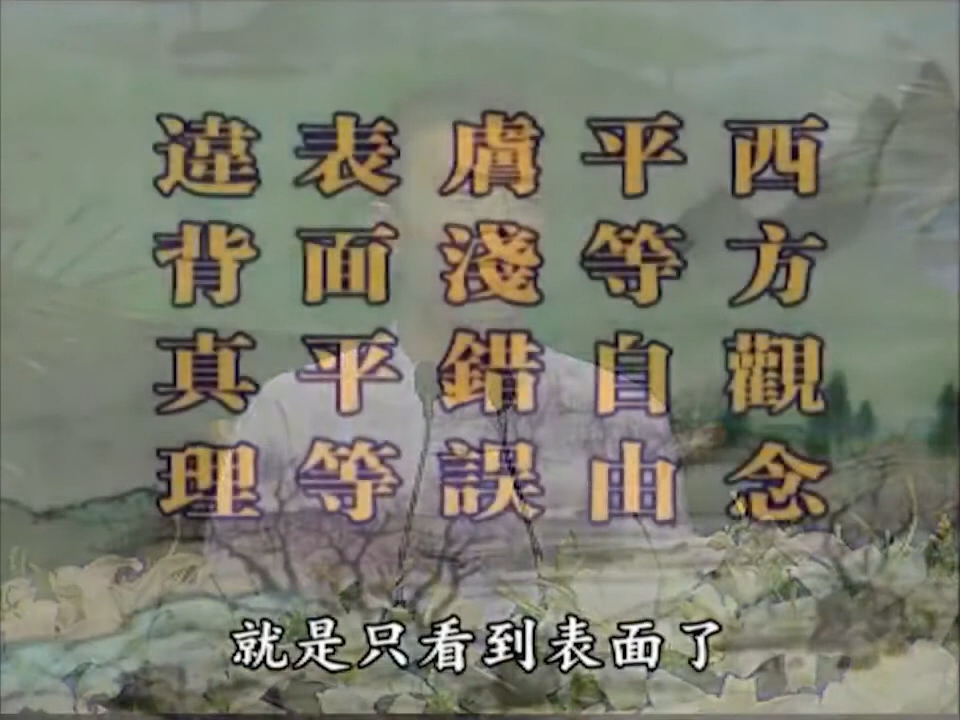 西方觀念
平等自由
膚淺錯誤
表面平等
違背真理
就是只看到表面了